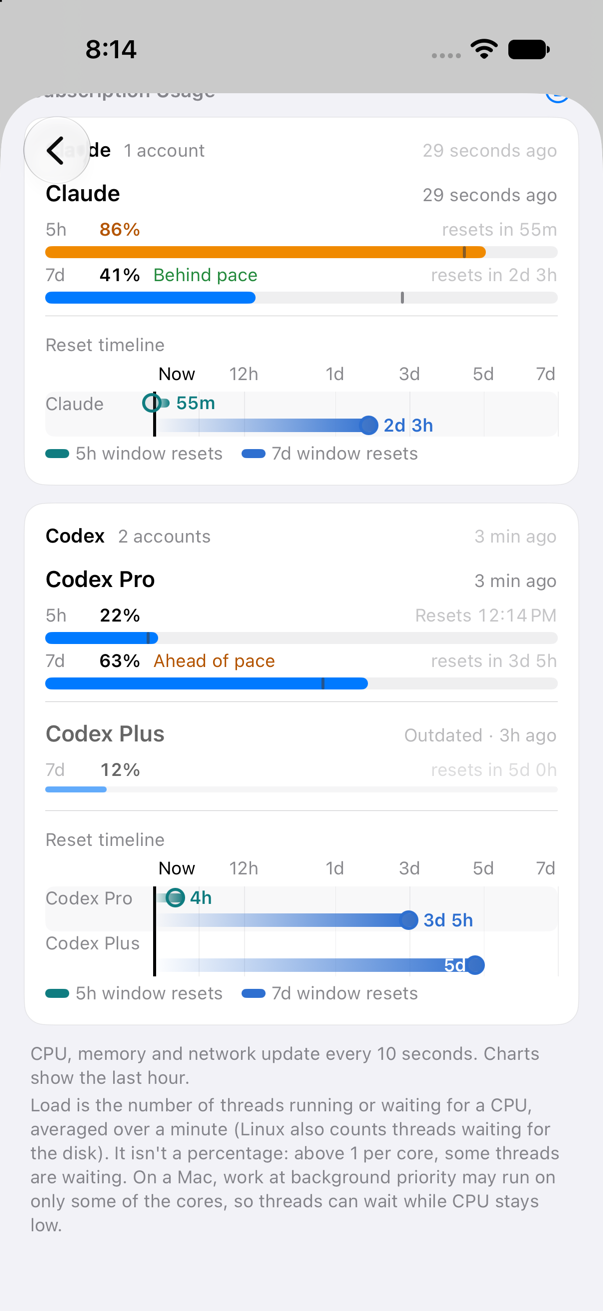 8:14
Subscription Usage
Claude 1 account 29 seconds ago
Claude 29 seconds ago
5h 86% resets in 55m
7d 41% Behind pace resets in 2d 3h
Reset timeline
Now 12h 1d 3d 5d 7d
Claude 55m
2d 3h
5h window resets 7d window resets
Codex 2 accounts 3 min ago
Codex Pro 3 min ago
5h 22% Resets 12:14 PM
7d 63% Ahead of pace resets in 3d 5h
Codex Plus Outdated · 3h ago
7d 12% resets in 5d 0h
Reset timeline
Now 12h 1d 3d 5d 7d
Codex Pro 4h
3d 5h
Codex Plus
5d
5h window resets 7d window resets
CPU, memory and network update every 10 seconds. Charts
show the last hour.
Load is the number of threads running or waiting for a CPU,
averaged over a minute (Linux also counts threads waiting for
the disk). It isn't a percentage: above 1 per core, some threads
are waiting. On a Mac, work at background priority may run on
only some of the cores, so threads can wait while CPU stays
low.